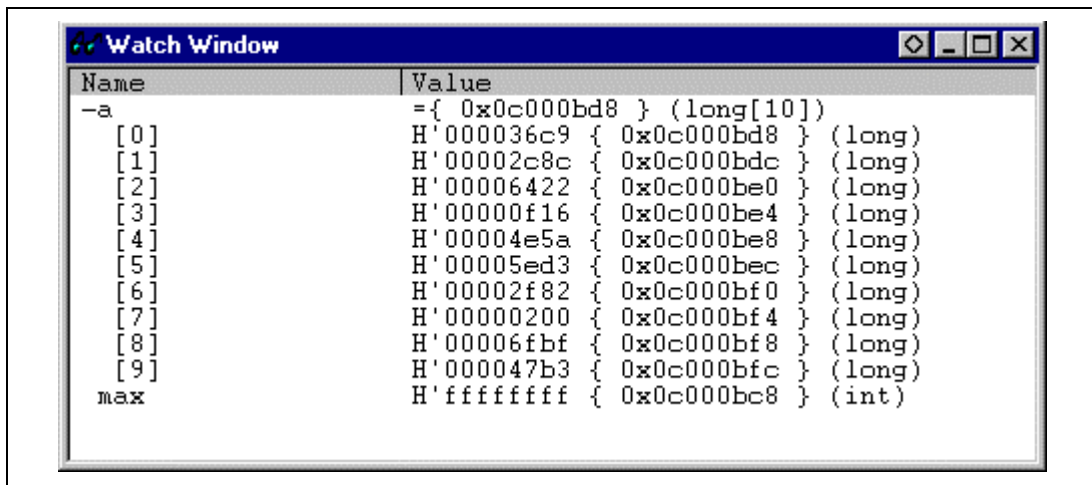 Watch Window
Name Value
-a ={ 0x0c000bd8 } (long[10])
[0] H'000036c9 { 0x0c000bd8 } (long)
[1] H'00002c8c { 0x0c000bdc } (long)
[2] H'00006422 { 0x0c000be0 } (long)
[3] H'00000f16 { 0x0c000be4 } (long)
[4] H'00004e5a { 0x0c000be8 } (long)
[5] H'00005ed3 { 0x0c000bec } (long)
[6] H'00002f82 { 0x0c000bf0 } (long)
[7] H'00000200 { 0x0c000bf4 } (long)
[8] H'00006fbf { 0x0c000bf8 } (long)
[9] H'000047b3 { 0x0c000bfc } (long)
max H'ffffffff { 0x0c000bc8 } (int)